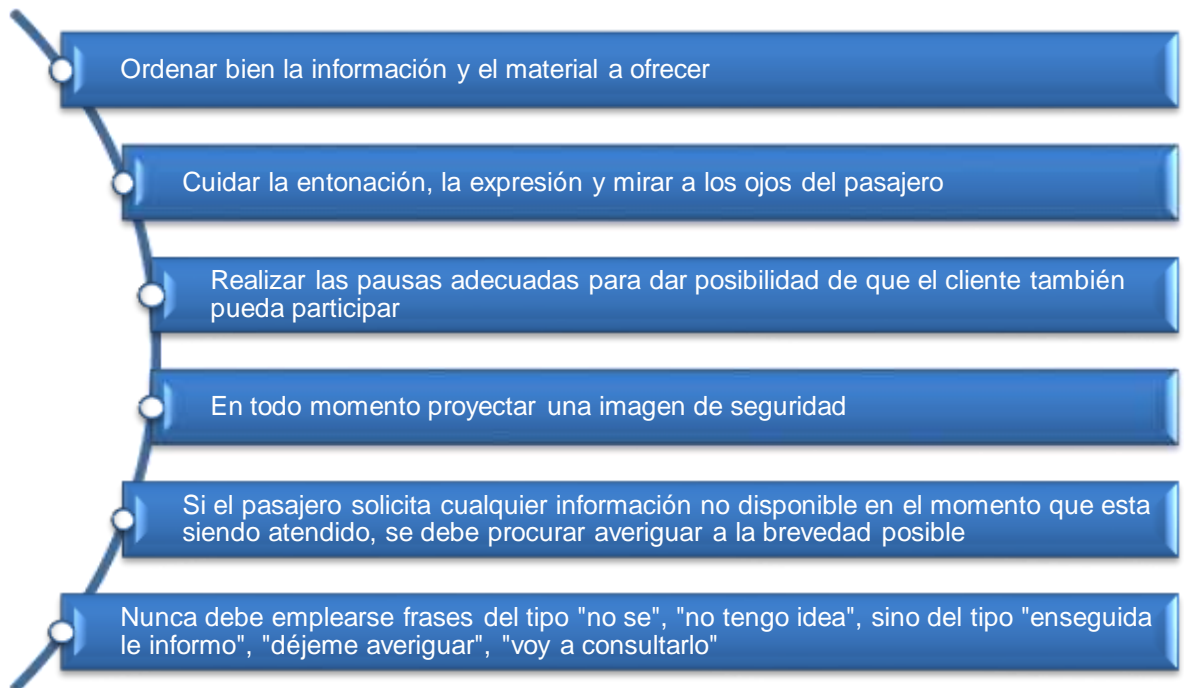 Ordenar bien la información y el material a ofrecer
Cuidar la entonación, la expresión y mirar a los ojos del pasajero
Realizar las pausas adecuadas para dar posibilidad de que el cliente también
pueda participar
En todo momento proyectar una imagen de seguridad
Si el pasajero solicita cualquier información no disponible en el momento que esta
siendo atendido, se debe procurar averiguar a la brevedad posible
Nunca debe emplearse frases del tipo "no se", "no tengo idea", sino del tipo "enseguida
le informo", "déjeme averiguar", "voy a consultarlo"